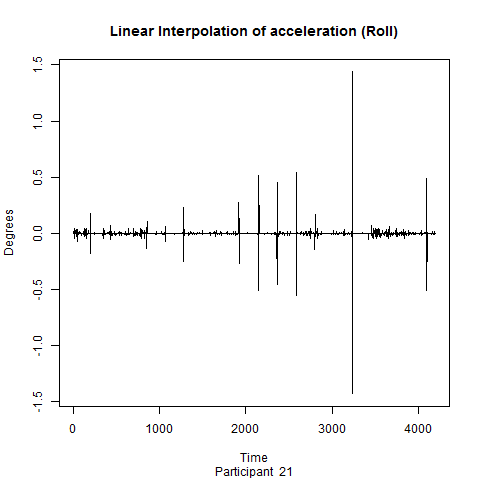 Linear Interpolation of acceleration (Roll)
1.5
1.0
0.5
0.0
-0.5
-1.0
-1.5
Degrees
0 1000 2000 3000 4000
Time
Participant 21